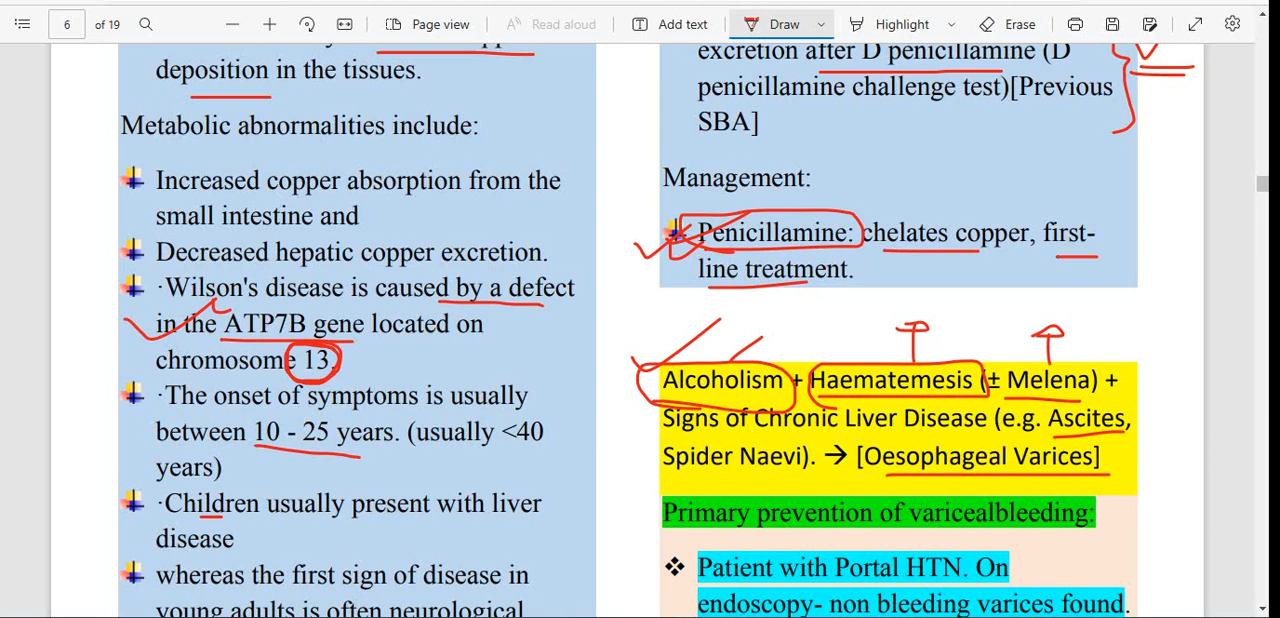 6
of 19
Page view
Read aloud
Add text
Draw
Highlight
Erase
deposition in the tissues.
Metabolic abnormalities include:
Increased copper absorption from the
small intestine and
Decreased hepatic copper excretion.
·Wilson's disease is caused by a defect
in the ATP7B gene located on
chromosome 13.
·The onset of symptoms is usually
between 10 - 25 years. (usually <40
years)
·Children usually present with liver
disease
whereas the first sign of disease in
young adults is often neurological
excretion after D penicillamine (D
penicillamine challenge test)[Previous
SBA]
Management:
Penicillamine: chelates copper, first-
line treatment.
Alcoholism + Haematemesis (± Melena) +
Signs of Chronic Liver Disease (e.g. Ascites,
Spider Naevi). → [Oesophageal Varices]
Primary prevention of varicealbleeding:
❖ Patient with Portal HTN. On
endoscopy- non bleeding varices found.